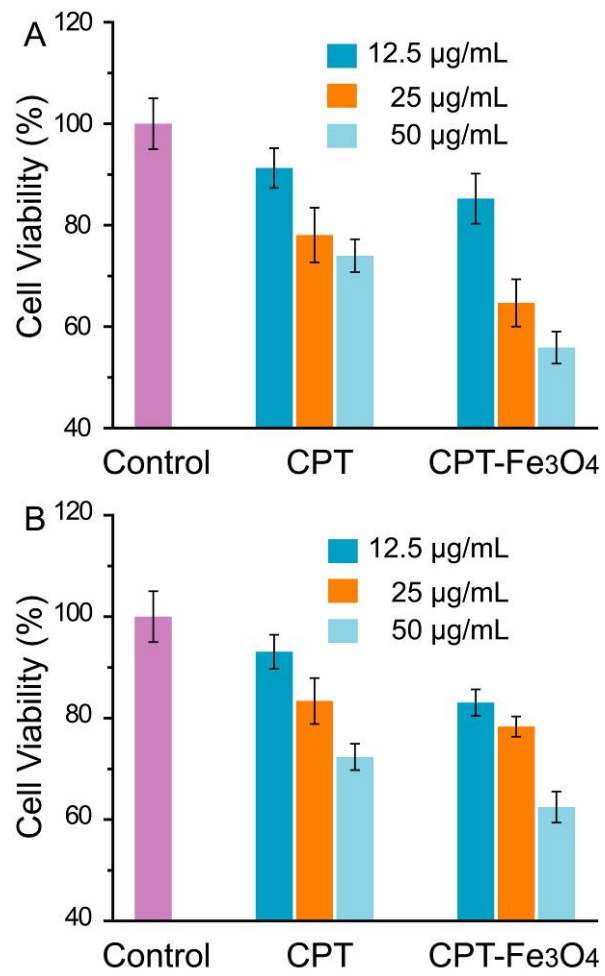 A
120
100
80
60
40
Cell Viability (%)
12.5 µg/mL
25 µg/mL
50 µg/mL
Control CPT CPT-Fe3O4
B
120
100
80
60
40
Cell Viability (%)
12.5 µg/mL
25 µg/mL
50 µg/mL
Control CPT CPT-Fe3O4